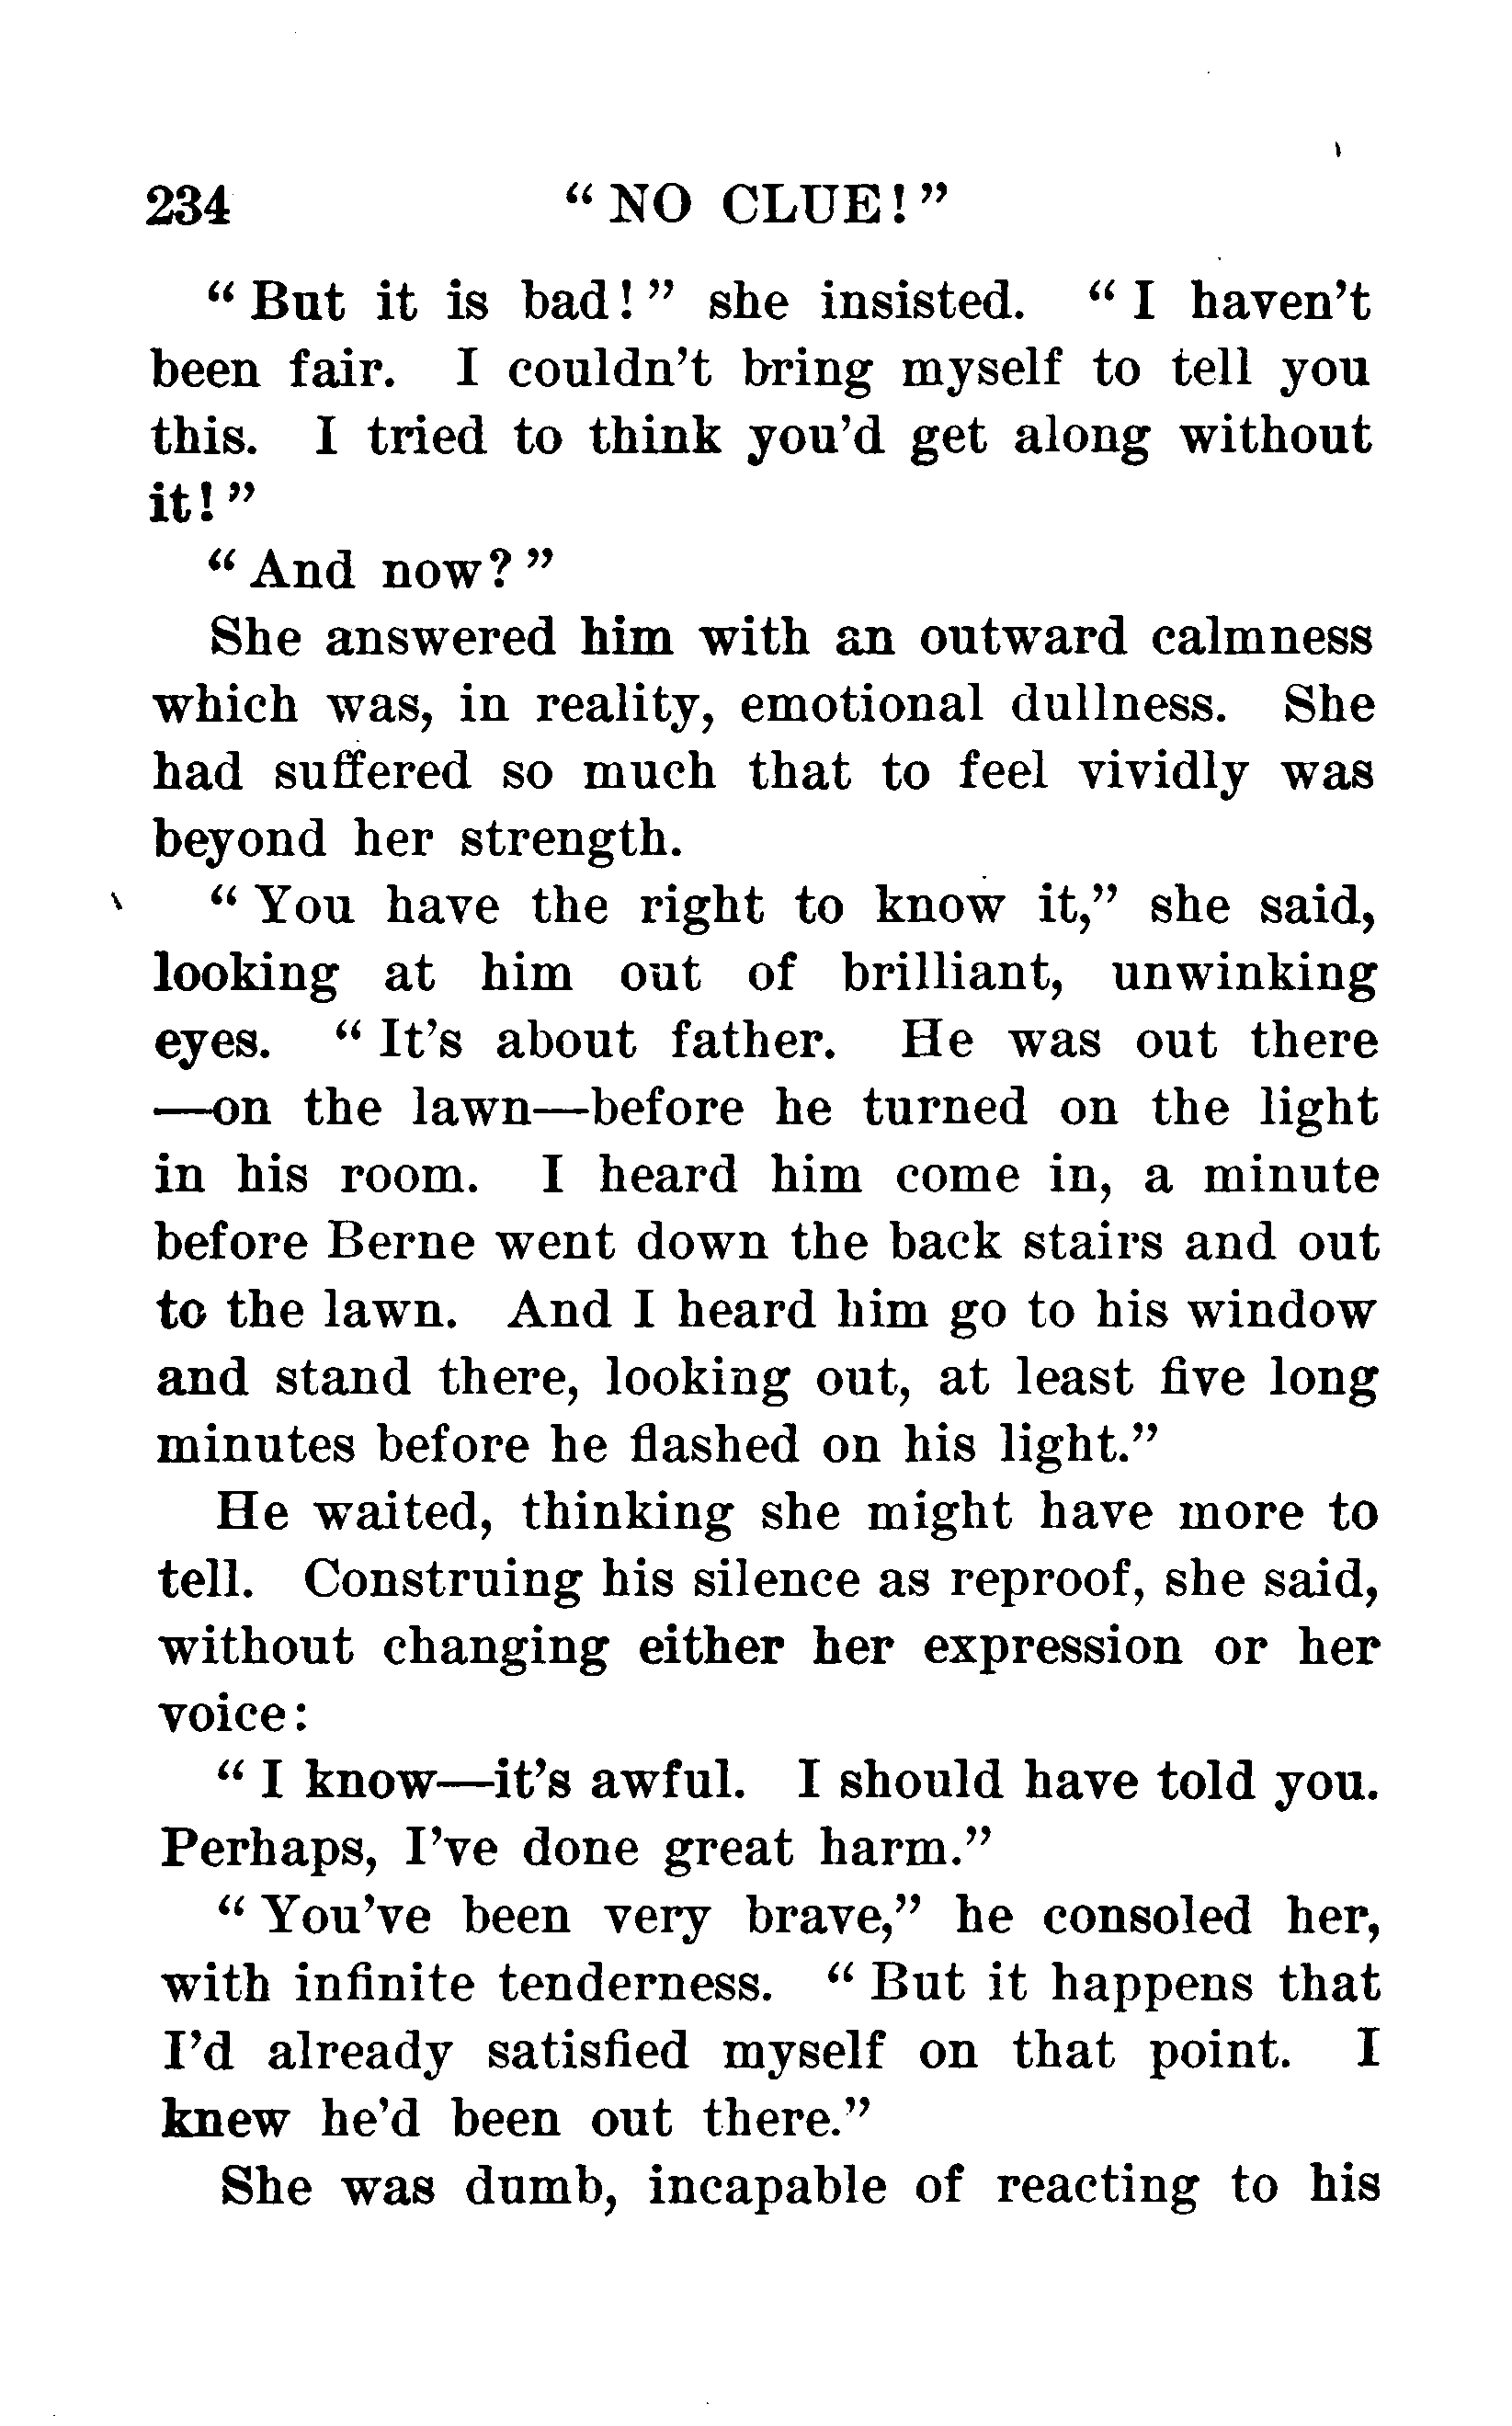 234 "NO CLUE!"
"But it is bad!" she insisted. "I haven't
been fair. I couldn't bring myself to tell you
this. I tried to think you'd get along without
it!"
"And now?"
She answered him with an outward calmness
which was, in reality, emotional dullness. She
had suffered so much that to feel vividly was
beyond her strength.
"You have the right to know it," she said,
looking at him out of brilliant, unwinking
eyes. "It's about father. He was out there
—on the lawn—before he turned on the light
in his room. I heard him come in, a minute
before Berne went down the back stairs and out
to the lawn. And I heard him go to his window
and stand there, looking out, at least five long
minutes before he flashed on his light."
He waited, thinking she might have more to
tell. Construing his silence as reproof, she said,
without changing either her expression or her
voice:
"I know—it's awful. I should have told you.
Perhaps, I've done great harm."
"You've been very brave," he consoled her,
with infinite tenderness. "But it happens that
I'd already satisfied myself on that point. I
knew he'd been out there."
She was dumb, incapable of reacting to his